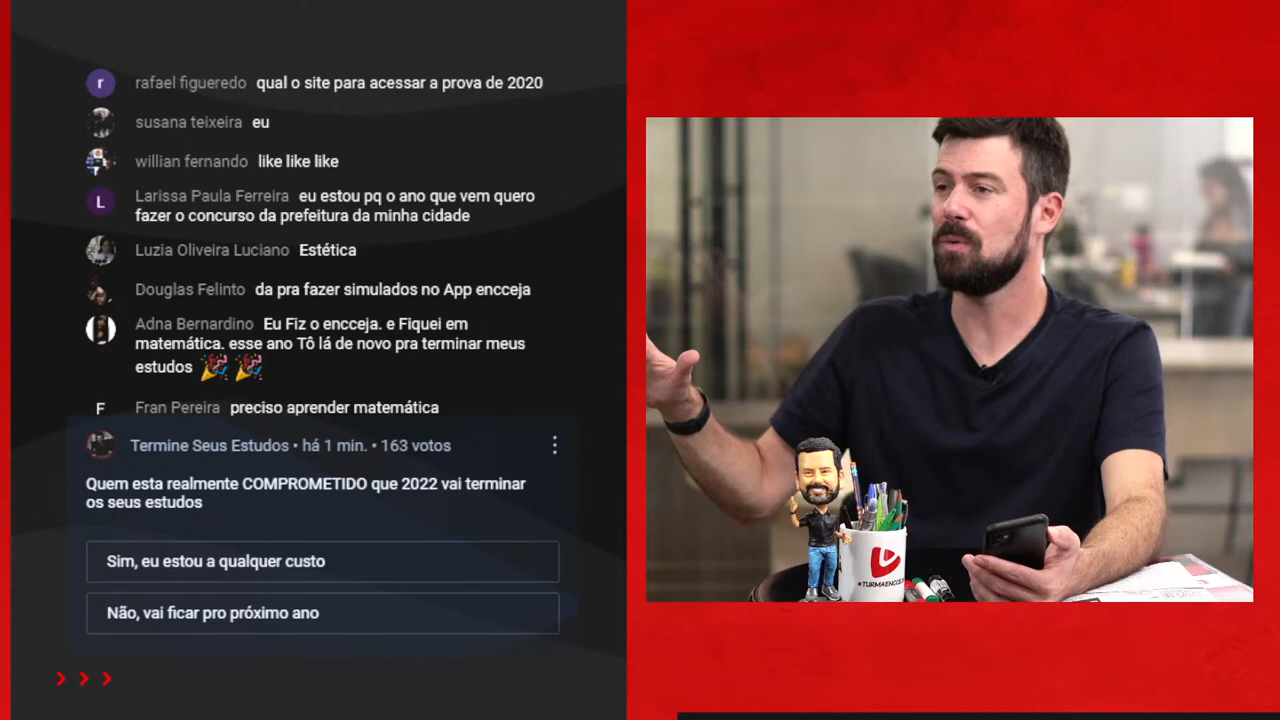 r rafael figueredo qual o site para acessar a prova de 2020
susana teixeira eu
willian fernando like like like
L Larissa Paula Ferreira eu estou pq o ano que vem quero
fazer o concurso da prefeitura da minha cidade
Luzia Oliveira Luciano Estética
Douglas Felinto da pra fazer simulados no App encceja
Adna Bernardino Eu Fiz o encceja. e Fiquei em
matemática. esse ano Tô lá de novo pra terminar meus
estudos 🎉 🎉
F Fran Pereira preciso aprender matemática
Termine Seus Estudos • há 1 min. • 163 votos
Quem esta realmente COMPROMETIDO que 2022 vai terminar
os seus estudos
Sim, eu estou a qualquer custo
Não, vai ficar pro próximo ano